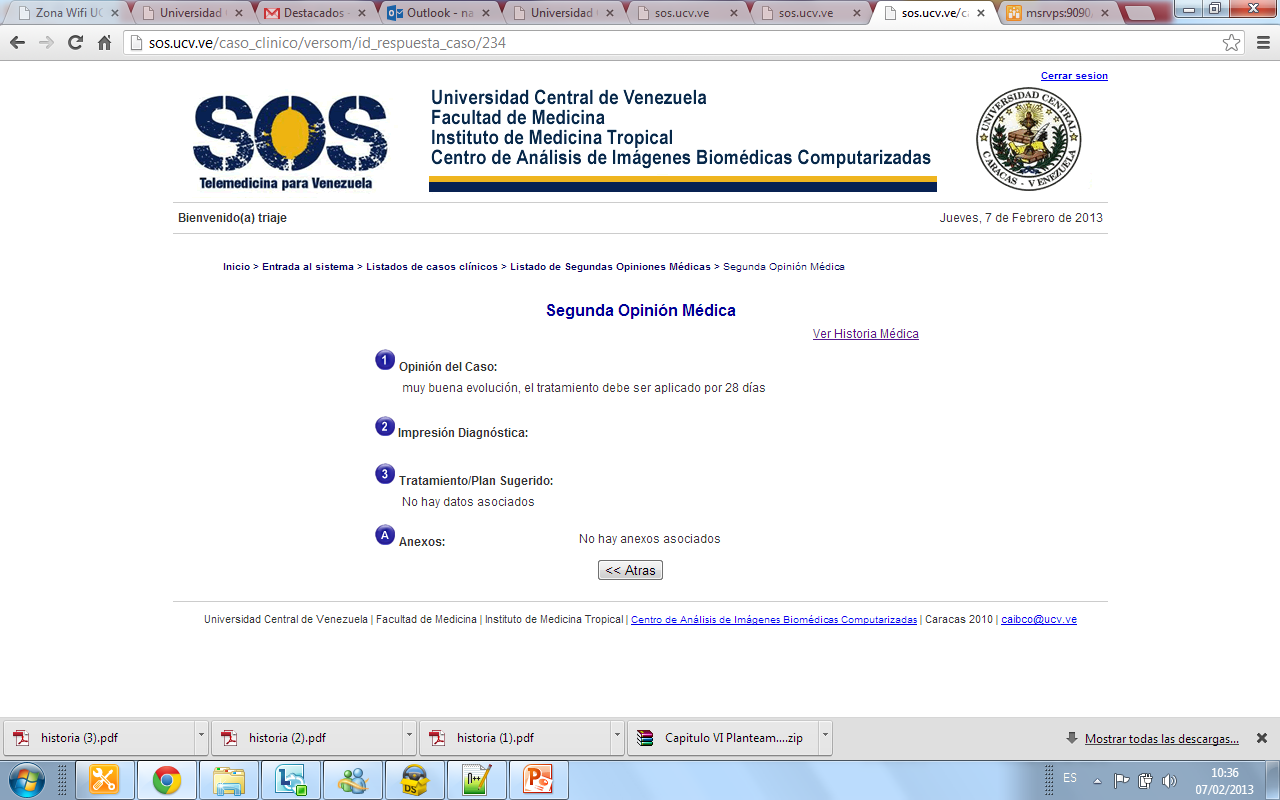 Zona Wifi UC
Universidad
Destacados
Outlook - na
Universidad
sos.ucv.ve
sos.ucv.ve
sos.ucv.ve/c
msrvps:9090
sos.ucv.ve/caso_clinico/versom/id_respuesta_caso/234
Cerrar sesion
SOS
Telemedicina para Venezuela
Universidad Central de Venezuela
Facultad de Medicina
Instituto de Medicina Tropical
Centro de Análisis de Imágenes Biomédicas Computarizadas
UNIVERSIDAD CENTRAL
CARACAS - VENEZUELA
Bienvenido(a) triaje
Jueves, 7 de Febrero de 2013
Inicio > Entrada al sistema > Listados de casos clínicos > Listado de Segundas Opiniones Médicas > Segunda Opinión Médica
Segunda Opinión Médica
Ver Historia Médica
1 Opinión del Caso:
muy buena evolución, el tratamiento debe ser aplicado por 28 días
2 Impresión Diagnóstica:
3 Tratamiento/Plan Sugerido:
No hay datos asociados
A Anexos: No hay anexos asociados
<< Atras
Universidad Central de Venezuela | Facultad de Medicina | Instituto de Medicina Tropical | Centro de Análisis de Imágenes Biomédicas Computarizadas | Caracas 2010 | caibco@ucv.ve
historia (3).pdf
historia (2).pdf
historia (1).pdf
Capitulo VI Planteam....zip
Mostrar todas las descargas...
DS
n++
ES
10:36
07/02/2013